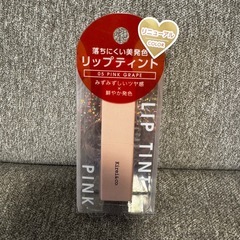 リニューアル
COLOR
落ちにくい美発色
リップティント
05 PINK GRAPE
みずみずしいツヤ感
×
鮮やか発色
LIP TINT
PINK